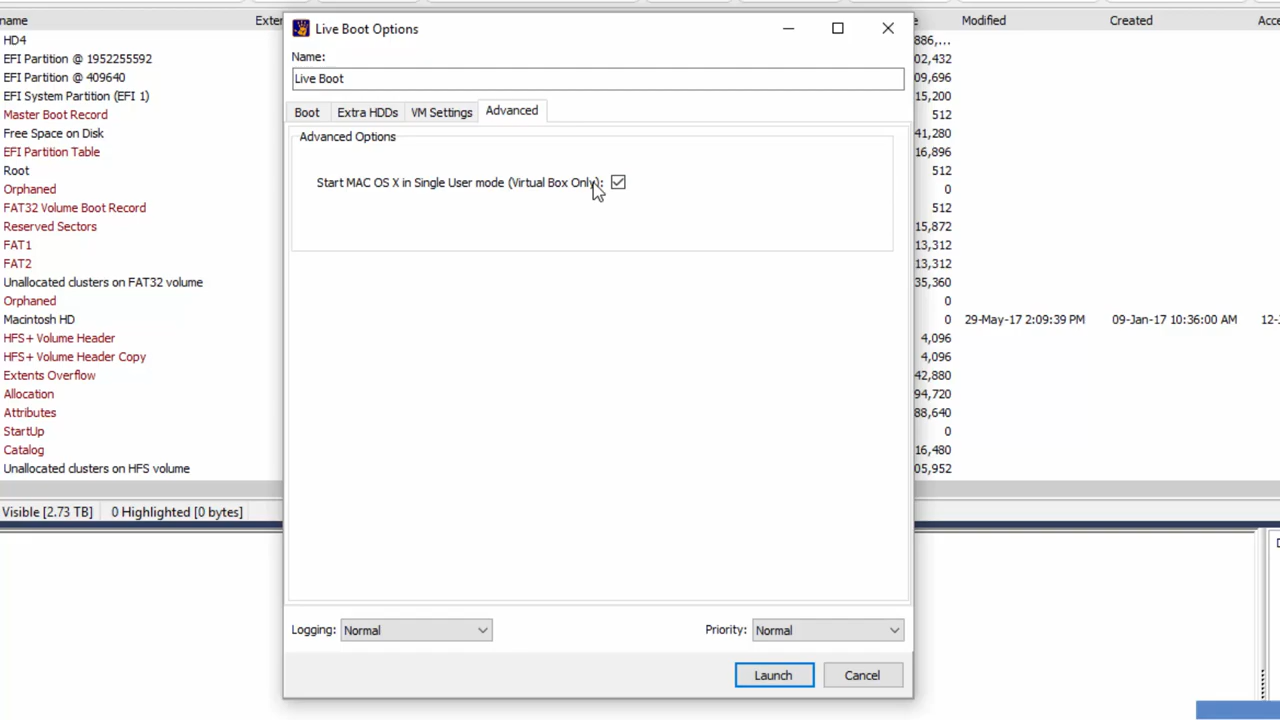 name
Exter
Modified
Created
Acce
HD4
EFI Partition @ 1952255592
EFI Partition @ 409640
EFI System Partition (EFI 1)
Master Boot Record
Free Space on Disk
EFI Partition Table
Root
Orphaned
FAT32 Volume Boot Record
Reserved Sectors
FAT1
FAT2
Unallocated clusters on FAT32 volume
Orphaned
Macintosh HD
HFS+ Volume Header
HFS+ Volume Header Copy
Extents Overflow
Allocation
Attributes
StartUp
Catalog
Unallocated clusters on HFS volume
Visible [2.73 TB]
0 Highlighted [0 bytes]
Live Boot Options
Name:
Live Boot
Boot
Extra HDDs
VM Settings
Advanced
Advanced Options
Start MAC OS X in Single User mode (Virtual Box Only):
Logging:
Normal
Priority:
Normal
Launch
Cancel
886,...
02,432
09,696
15,200
512
41,280
16,896
512
0
512
15,872
13,312
13,312
35,360
0
0
29-May-17 2:09:39 PM
09-Jan-17 10:36:00 AM
12-
4,096
4,096
42,880
94,720
88,640
0
16,480
05,952